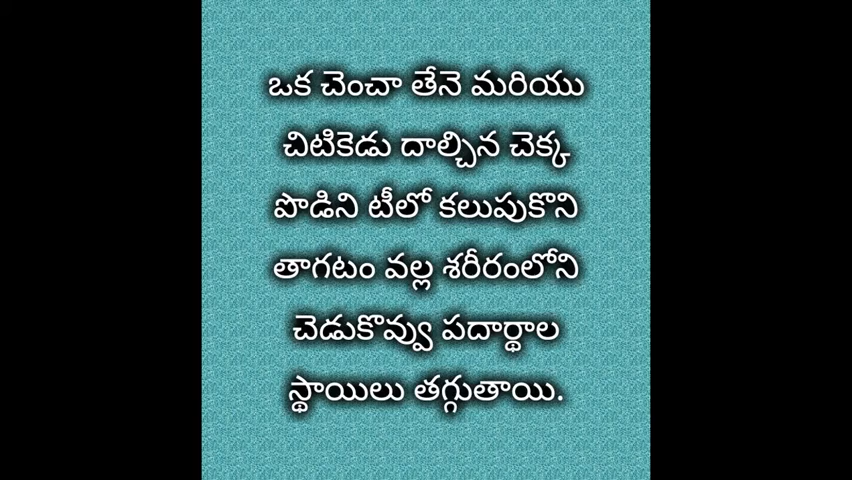 ఒక చెంచా తేనె మరియు
చిటికెడు దాల్చిన చెక్క
పొడిని టీలో కలుపుకొని
తాగటం వల్ల శరీరంలోని
చెడుకొవ్వు పదార్థాల
స్థాయిలు తగ్గుతాయి.